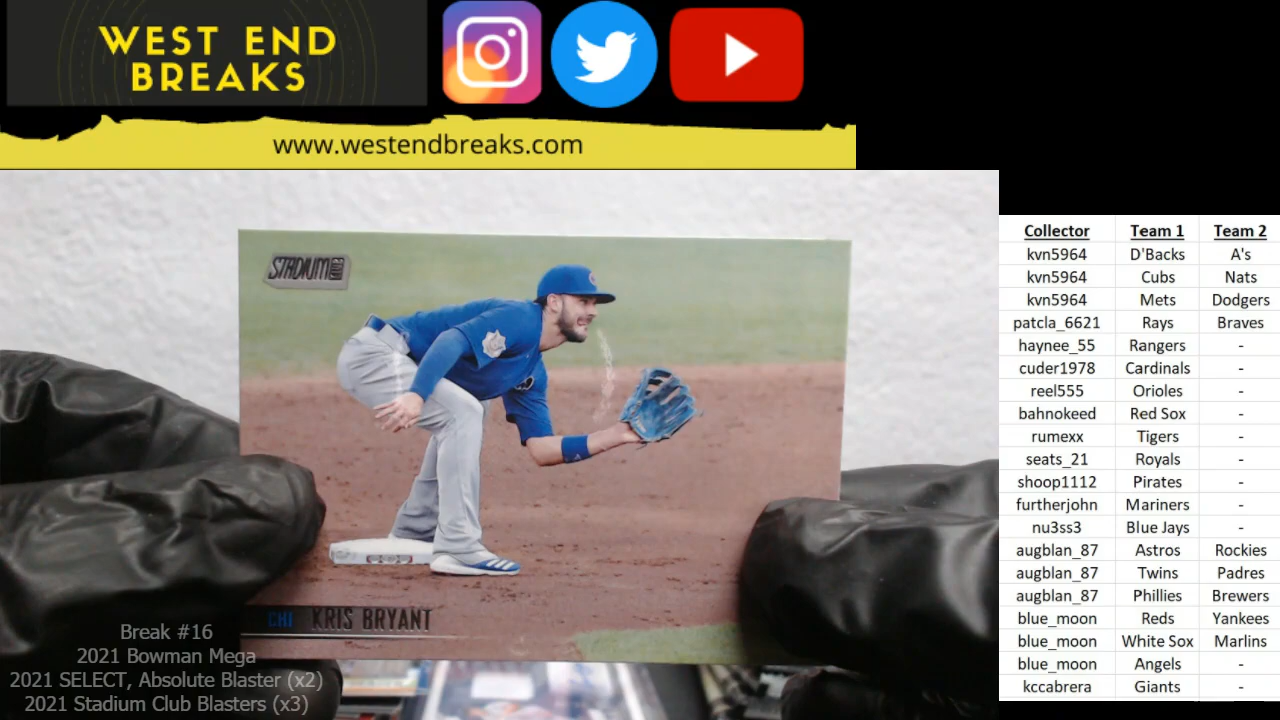 WEST END
BREAKS
www.westendbreaks.com
STADIUM
CLUB
CHI KRIS BRYANT
Break #16
2021 Bowman Mega
2021 SELECT, Absolute Blaster (x2)
2021 Stadium Club Blasters (x3)
Collector Team 1 Team 2
kvn5964 D'Backs A's
kvn5964 Cubs Nats
kvn5964 Mets Dodgers
patcla_6621 Rays Braves
haynee_55 Rangers -
cuder1978 Cardinals -
reel555 Orioles -
bahnokeed Red Sox -
rumexx Tigers -
seats_21 Royals -
shoop1112 Pirates -
furtherjohn Mariners -
nu3ss3 Blue Jays -
augblan_87 Astros Rockies
augblan_87 Twins Padres
augblan_87 Phillies Brewers
blue_moon Reds Yankees
blue_moon White Sox Marlins
blue_moon Angels -
kccabrera Giants -